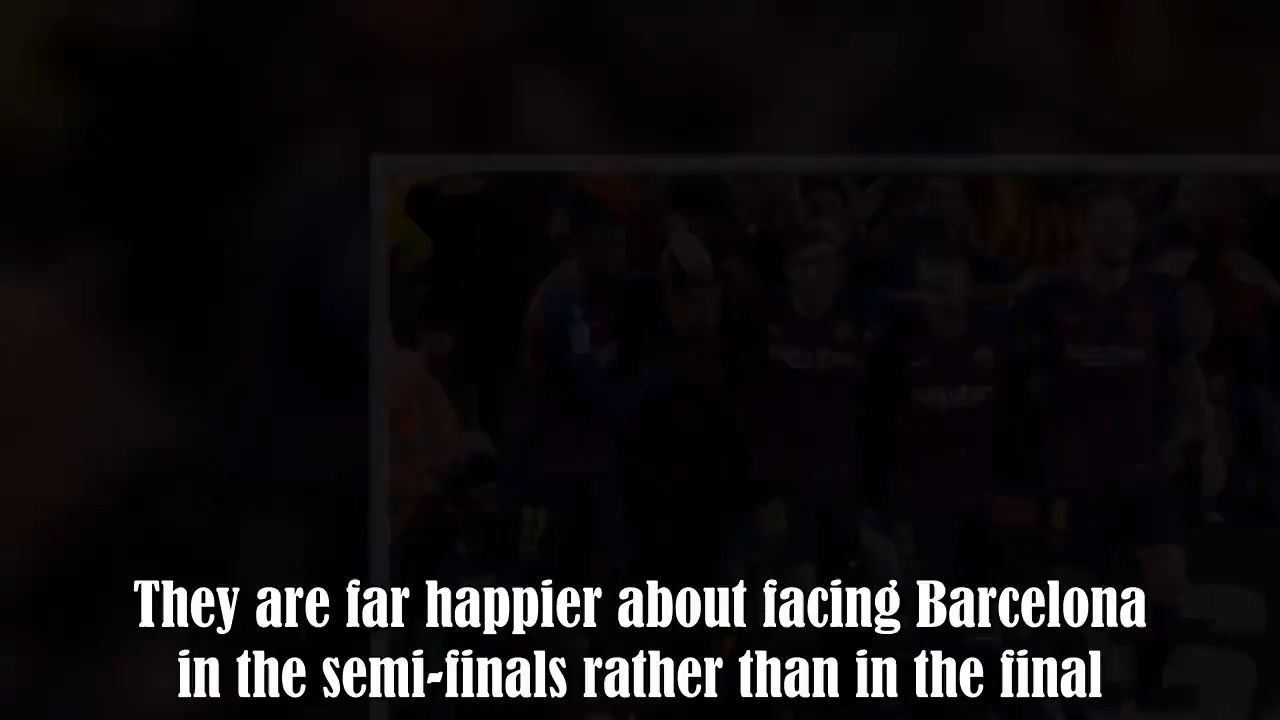 They are far happier about facing Barcelona
in the semi-finals rather than in the final